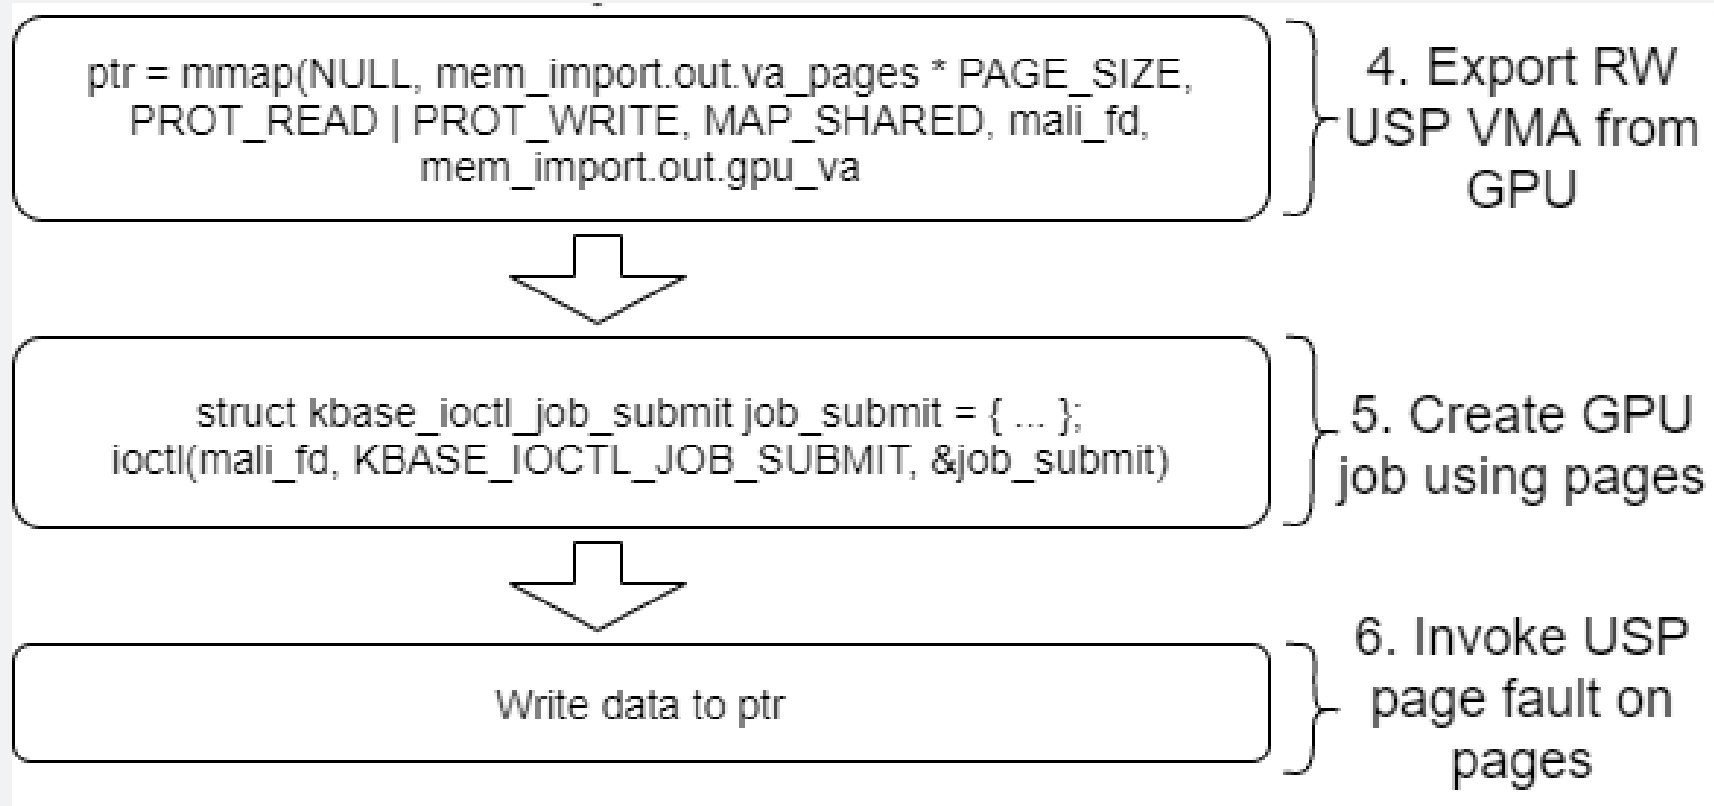 ptr = mmap(NULL, mem_import.out.va_pages * PAGE_SIZE,
PROT_READ | PROT_WRITE, MAP_SHARED, mali_fd,
mem_import.out.gpu_va
4. Export RW
USP VMA from
GPU
struct kbase_ioctl_job_submit job_submit = { ... };
ioctl(mali_fd, KBASE_IOCTL_JOB_SUBMIT, &job_submit)
5. Create GPU
job using pages
Write data to ptr
6. Invoke USP
page fault on
pages